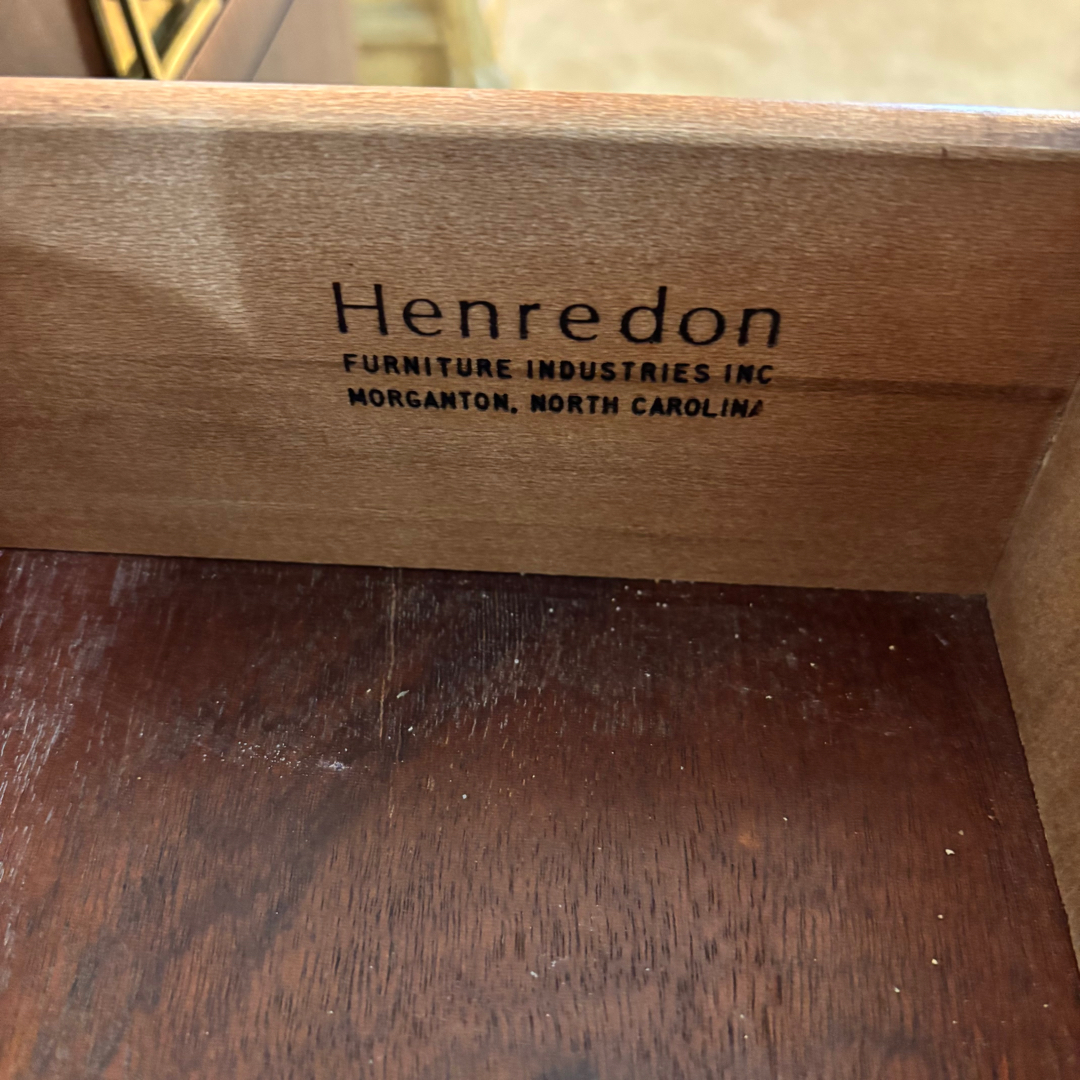 Henredon
FURNITURE INDUSTRIES INC
MORGANTON, NORTH CAROLINA